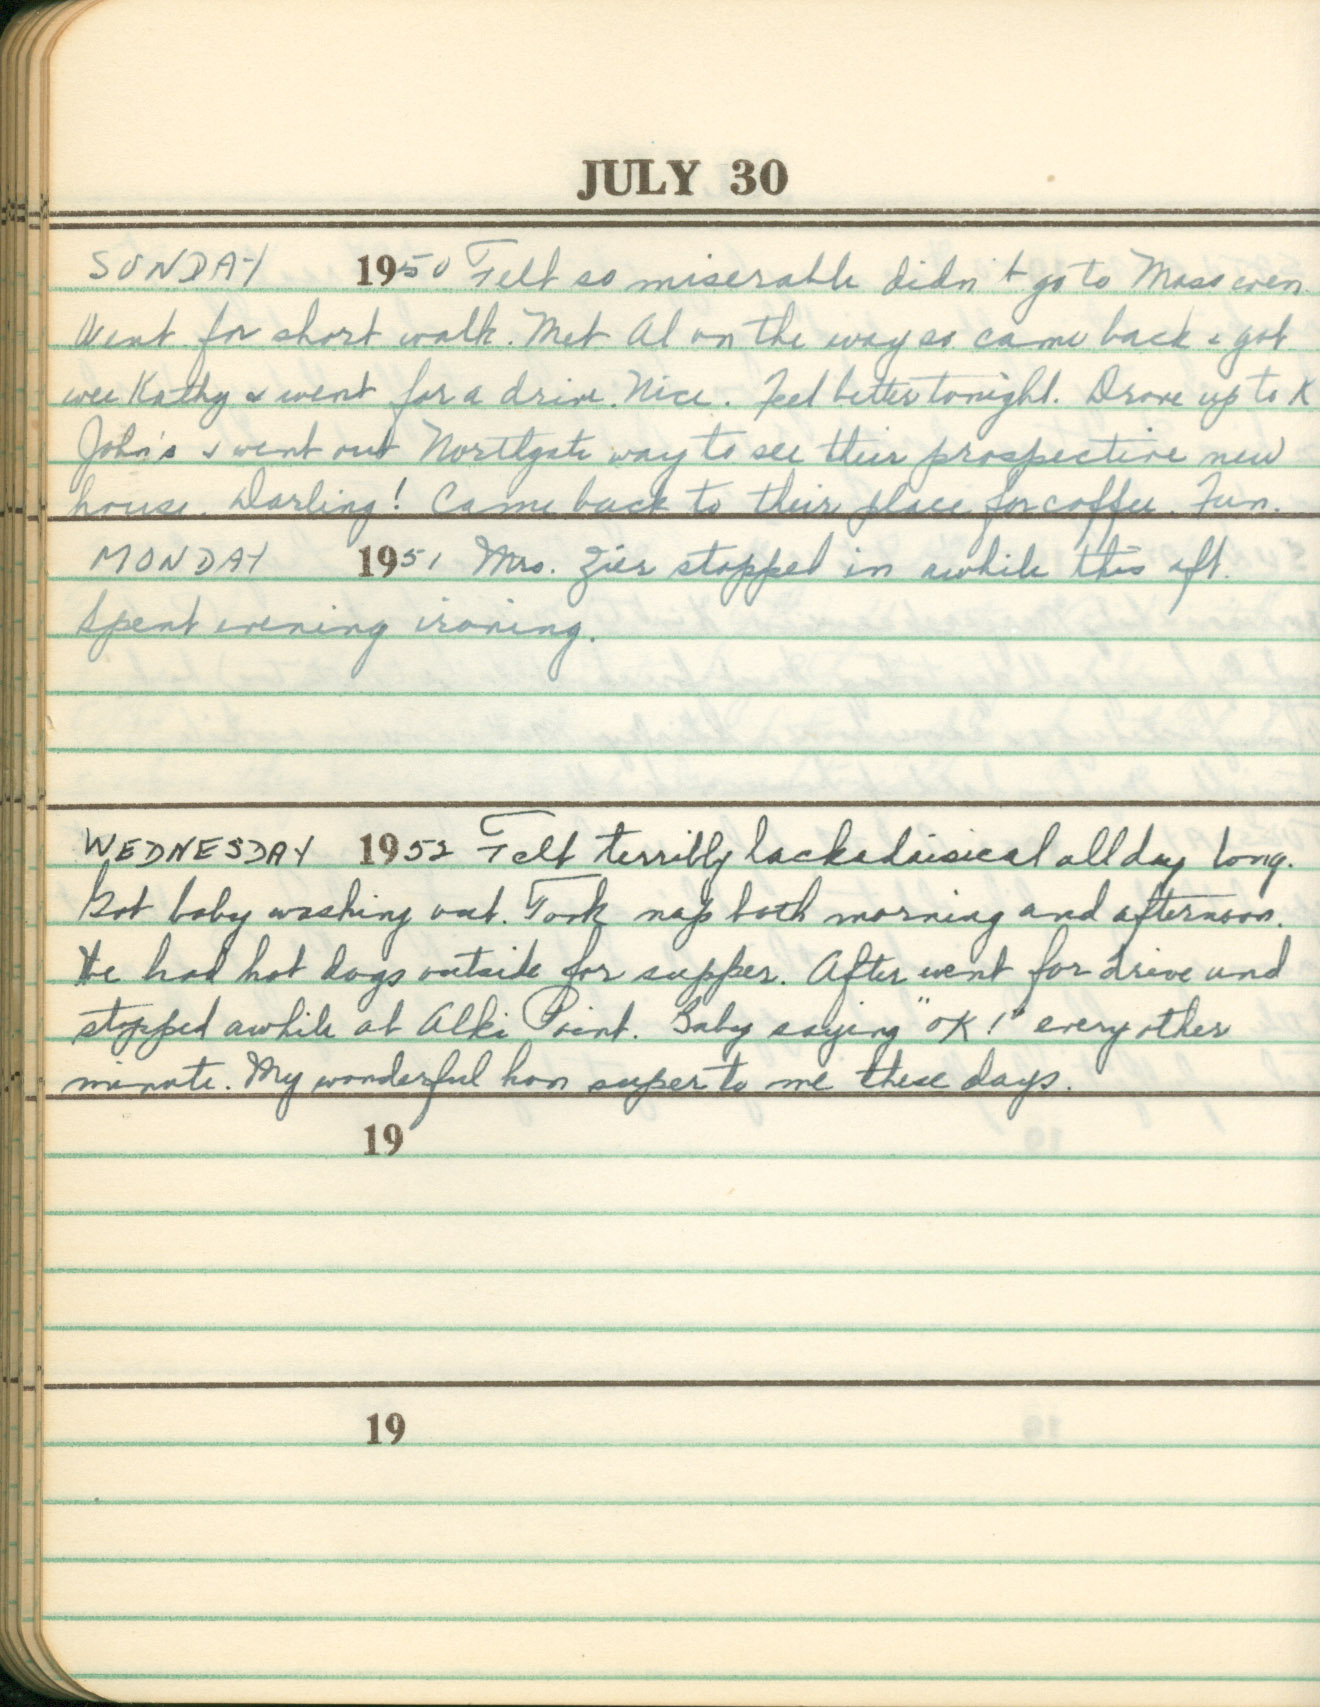 JULY 30
SUNDAY 1950 Felt so miserable didn't go to Mass even.
Went for short walk. Met Al on the way so came back & got
wee Kathy & went for a drive. Nice. Feel better tonight. Drove up to K
John's & went out Northgate way to see their prospective new
house. Darling! Came back to their place for coffee. Fun.
MONDAY 1951 Mrs. Zier stopped in awhile this aft.
Spent evening ironing.
WEDNESDAY 1952 Felt terribly lackadaisical all day long.
Got baby washing out. Took nap both morning and afternoon.
We had hot dogs outside for supper. After went for drive and
stopped awhile at Alki Point. Baby saying "OK!" every other
minute. My wonderful hon super to me these days.
19
19